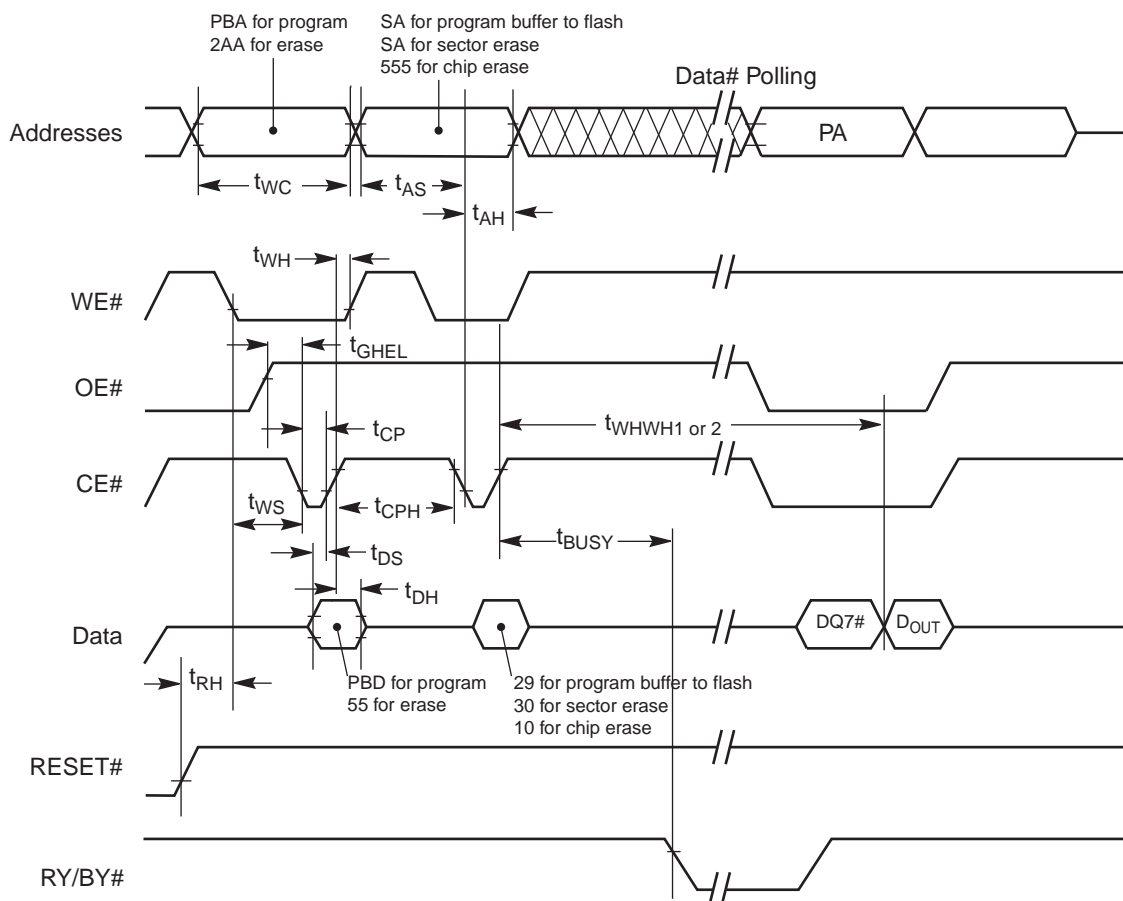 PBA for program
2AA for erase
SA for program buffer to flash
SA for sector erase
555 for chip erase
Data# Polling
Addresses
PA
tWC
tAS
tAH
tWH
WE#
tGHEL
OE#
tWHWH1 or 2
tCP
CE#
tWS
tCPH
tBUSY
tDS
tDH
Data
DQ7#
DOUT
tRH
PBD for program
55 for erase
29 for program buffer to flash
30 for sector erase
10 for chip erase
RESET#
RY/BY#